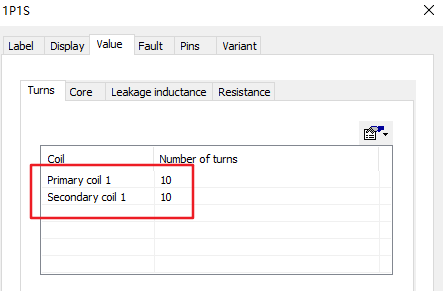 1P1S
Label Display Value Fault Pins Variant
Turns Core Leakage inductance Resistance
Coil Number of turns
Primary coil 1 10
Secondary coil 1 10